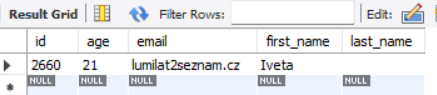 Result Grid Filter Rows: Edit:
id age email first_name last_name
2660 21 lumilat2seznam.cz Iveta
NULL NULL NULL NULL NULL